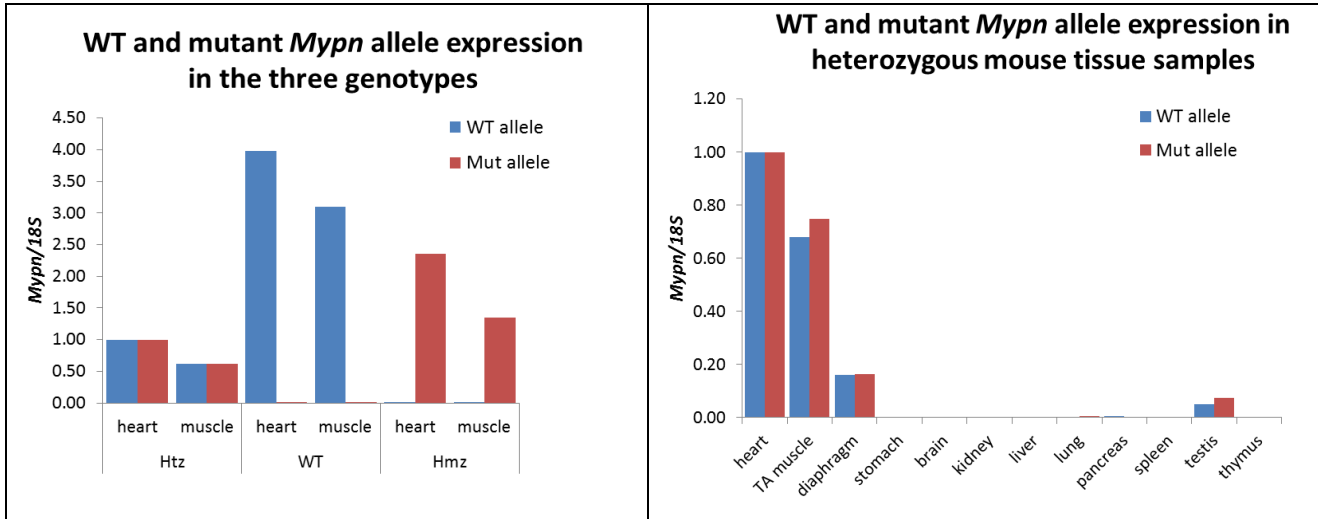 WT and mutant Mypn allele expression
in the three genotypes
4.50
4.00
3.50
3.00
2.50
2.00
1.50
1.00
0.50
0.00
Mypn/18S
WT allele
Mut allele
heart muscle heart muscle heart muscle
Htz WT Hmz
WT and mutant Mypn allele expression in
heterozygous mouse tissue samples
1.20
1.00
0.80
0.60
0.40
0.20
0.00
Mypn/18S
WT allele
Mut allele
heart
TA muscle
diaphragm
stomach
brain
kidney
liver
lung
pancreas
spleen
testis
thymus